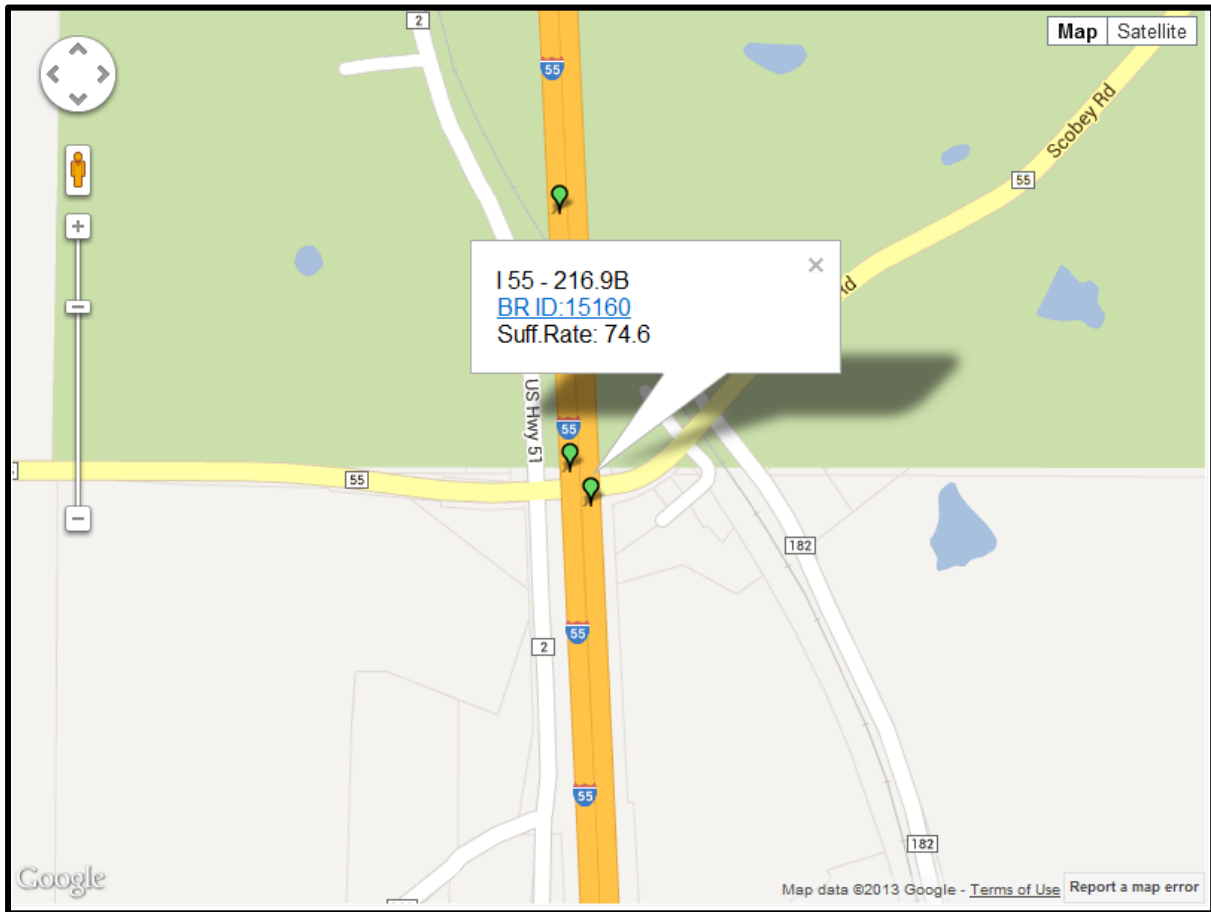 2
Map
Satellite
55
Scobey Rd
55
I 55 - 216.9B
BR ID:15160
Suff.Rate: 74.6
×
Rd
US Hwy 51
55
55
+
−
182
55
2
55
182
Google
Map data ©2013 Google - Terms of Use
Report a map error